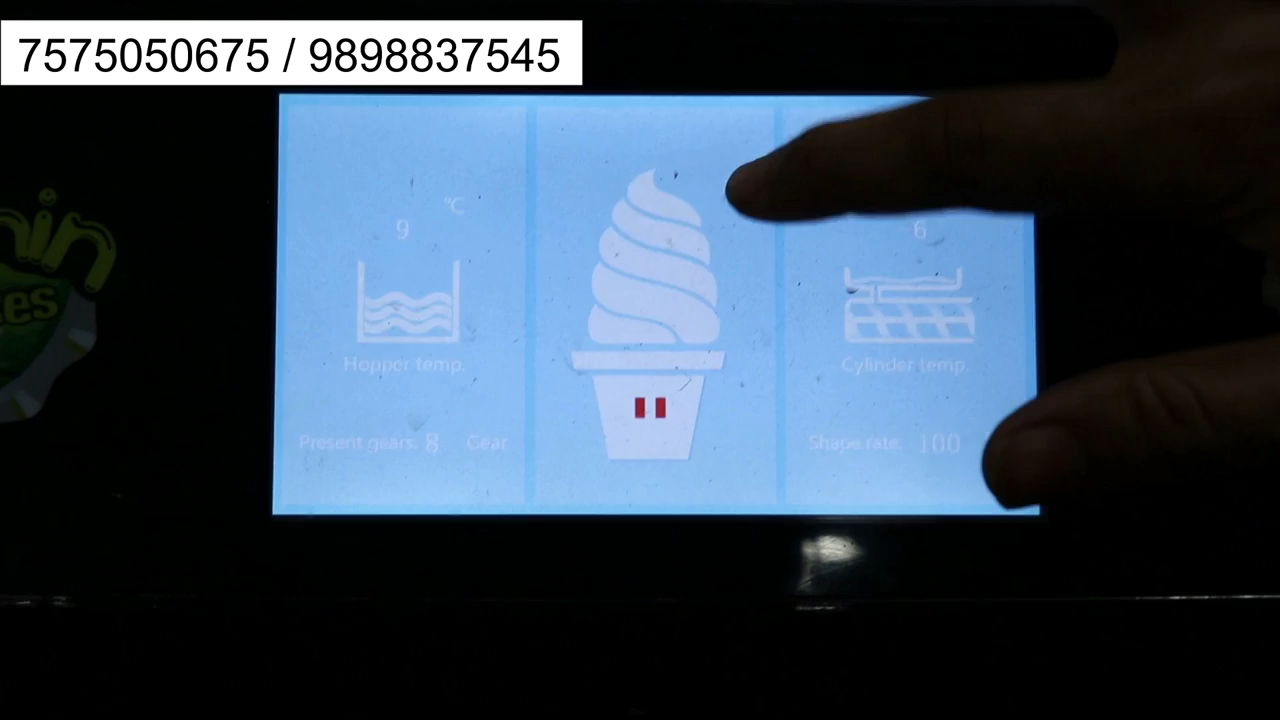 7575050675 / 9898837545
℃
9
6
Hopper temp.
Cylinder temp.
Present gears: 8 Gear
Shape rate: 100